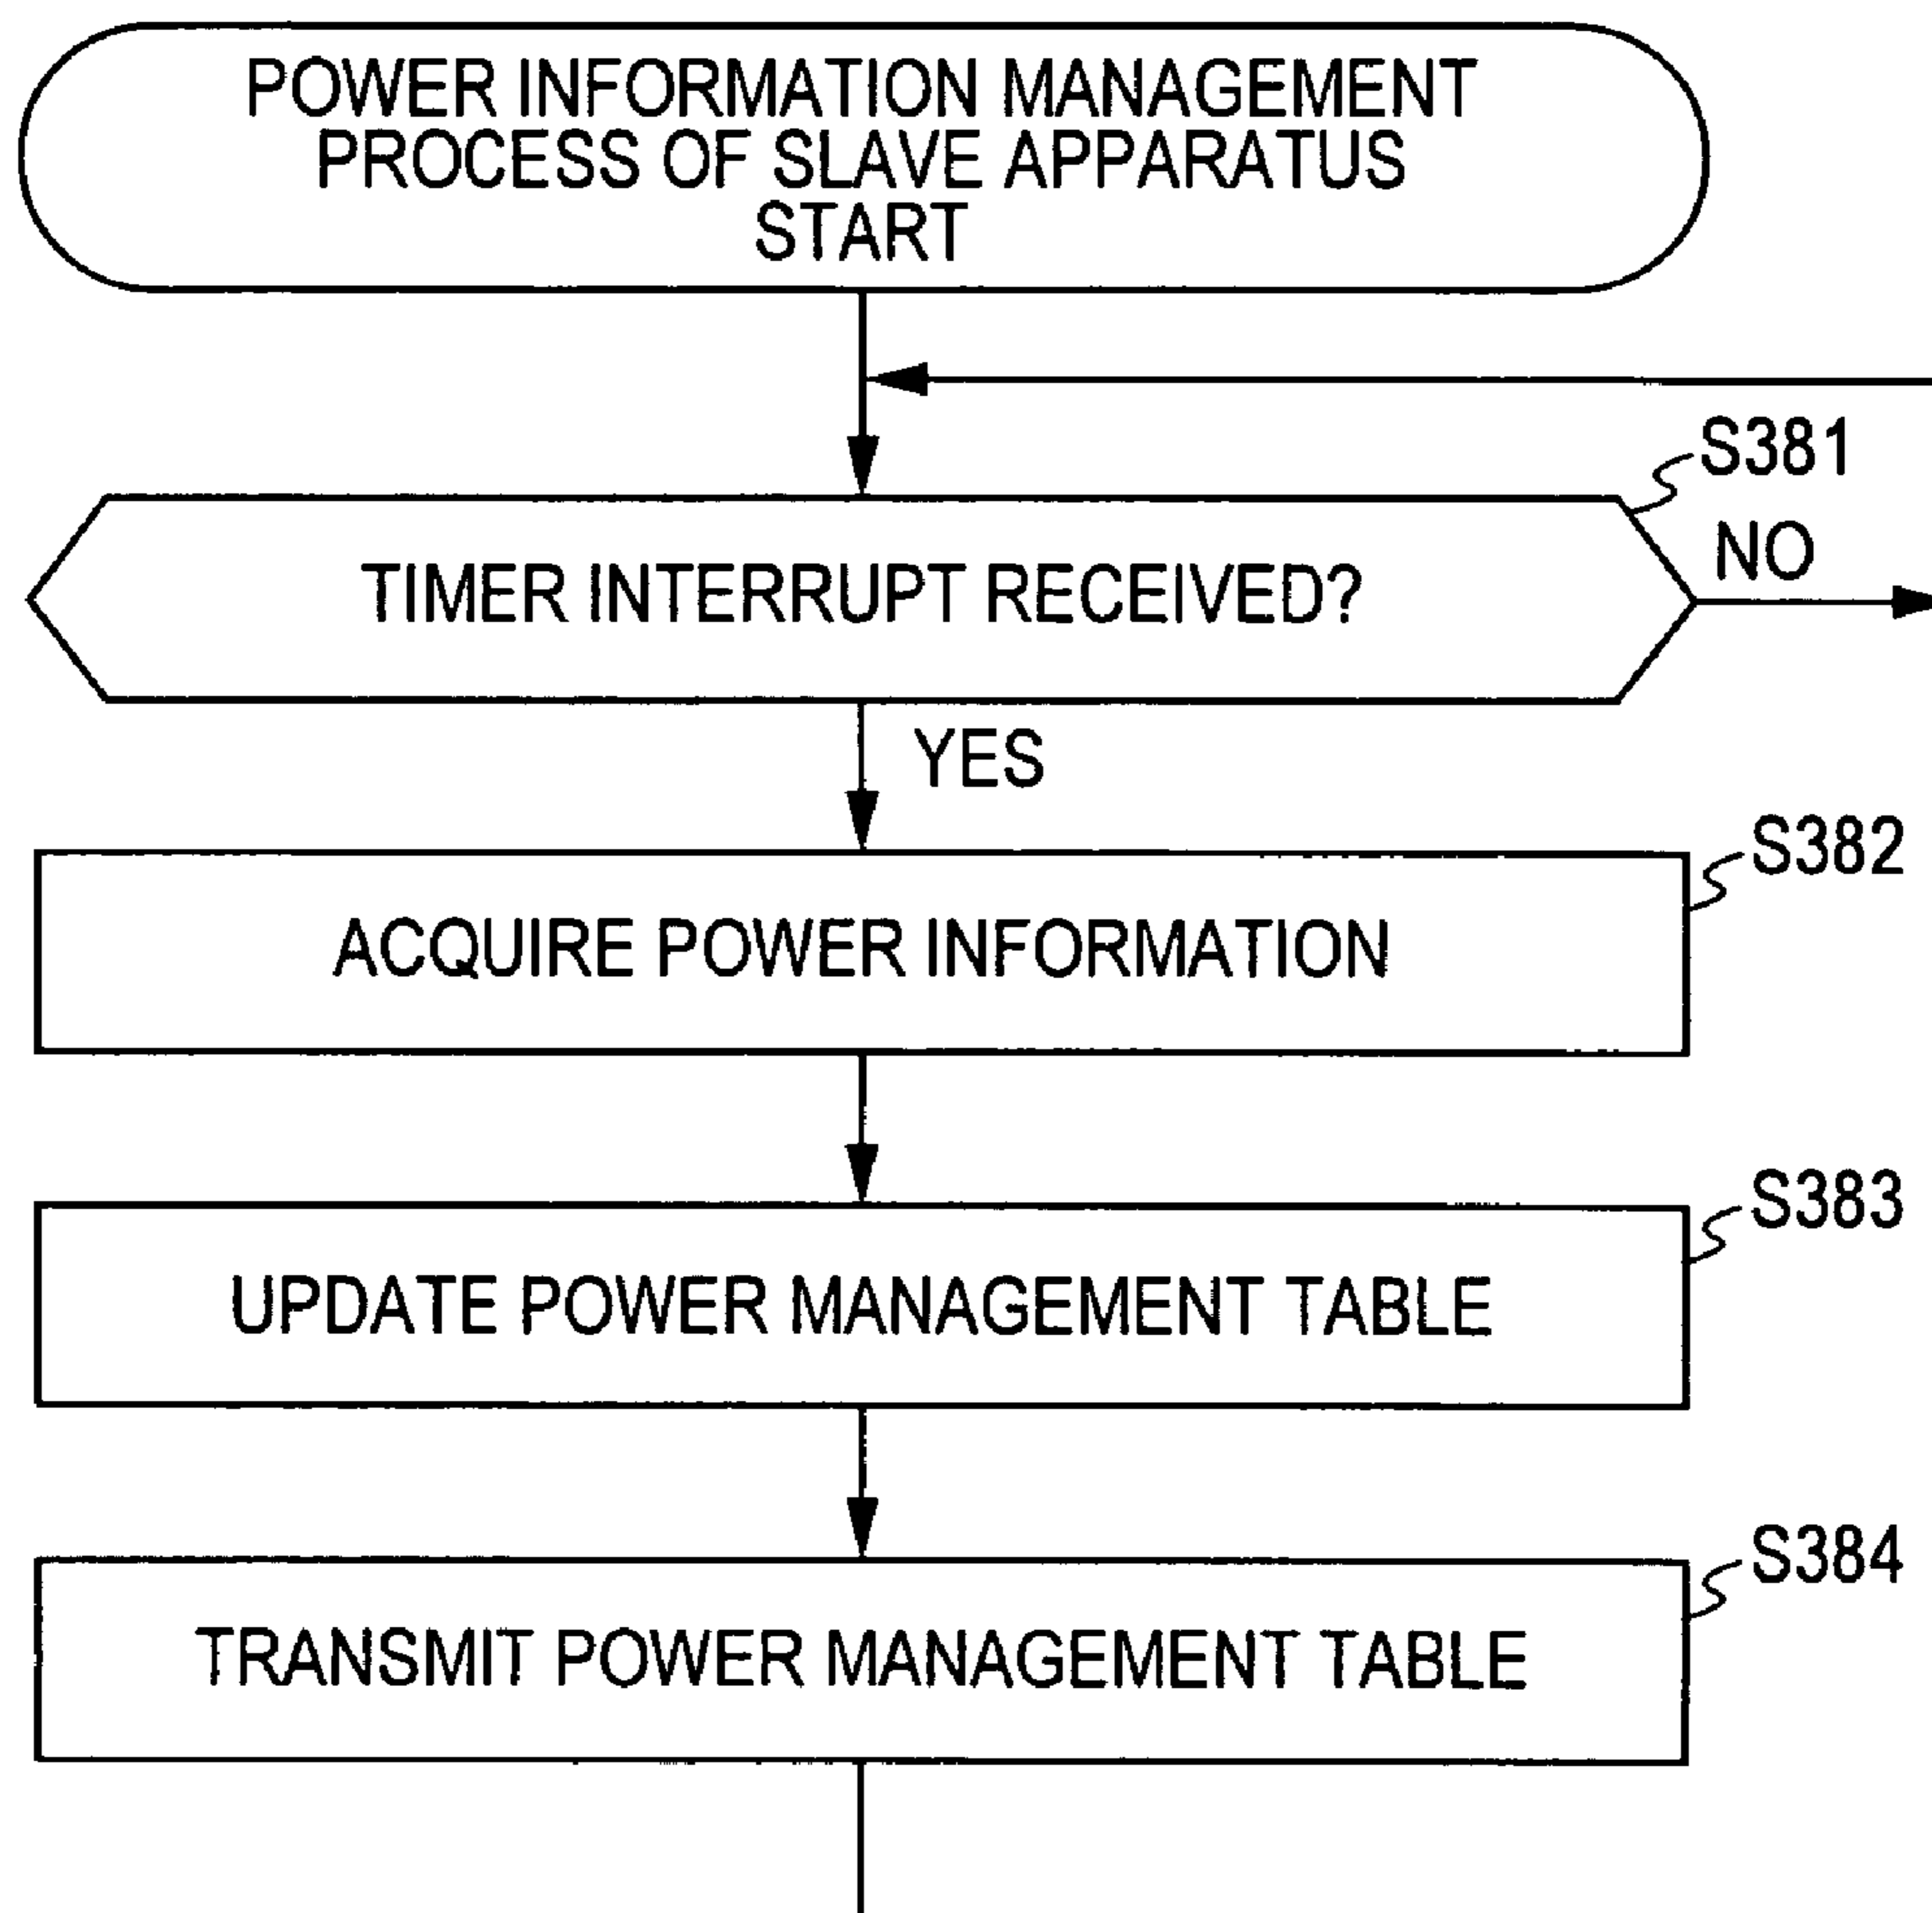 POWER INFORMATION MANAGEMENT
PROCESS OF SLAVE APPARATUS
START
S381
TIMER INTERRUPT RECEIVED?
NO
YES
S382
ACQUIRE POWER INFORMATION
S383
UPDATE POWER MANAGEMENT TABLE
S384
TRANSMIT POWER MANAGEMENT TABLE